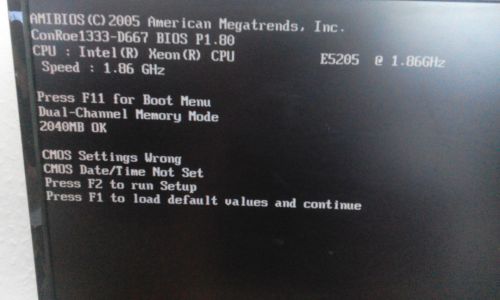 AMIBIOS(C)2005 American Megatrends, Inc.
ConRoe1333-D667 BIOS P1.80
CPU : Intel(R) Xeon(R) CPU E5205 @ 1.86GHz
Speed : 1.86 GHz
Press F11 for Boot Menu
Dual-Channel Memory Mode
2040MB OK
CMOS Settings Wrong
CMOS Date/Time Not Set
Press F2 to run Setup
Press F1 to load default values and continue